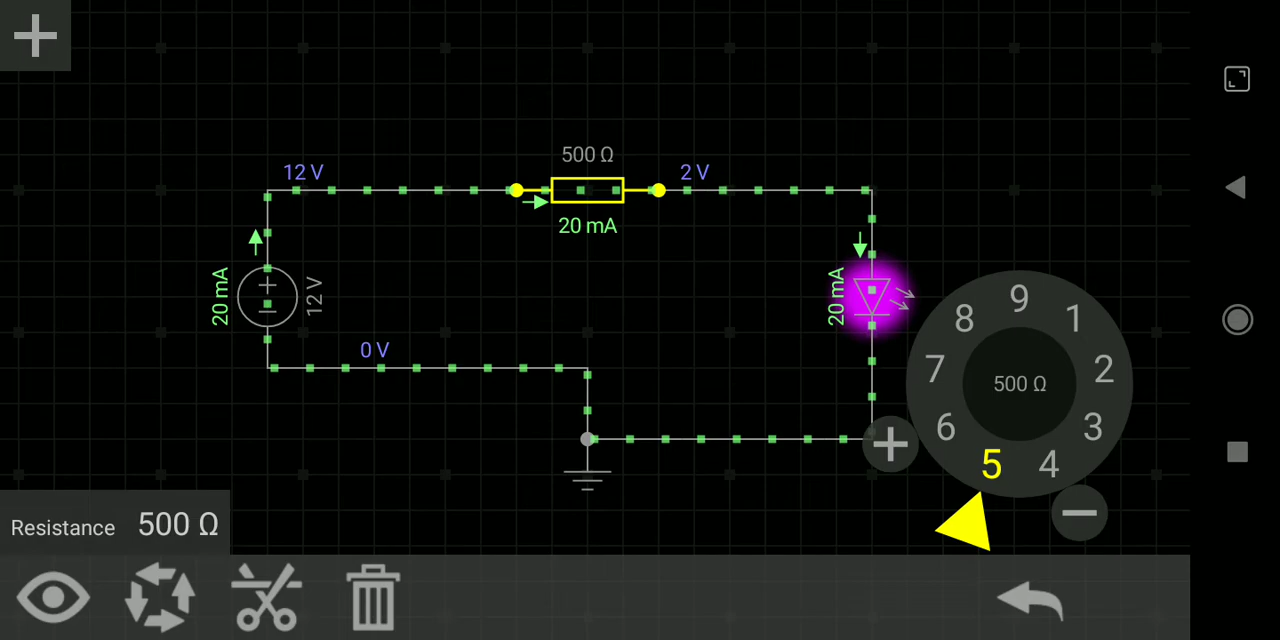 500 Ω
12 V
2 V
20 mA
20 mA
12 V
20 mA
0 V
9
8
1
7
2
500 Ω
6
3
5
4
Resistance 500 Ω